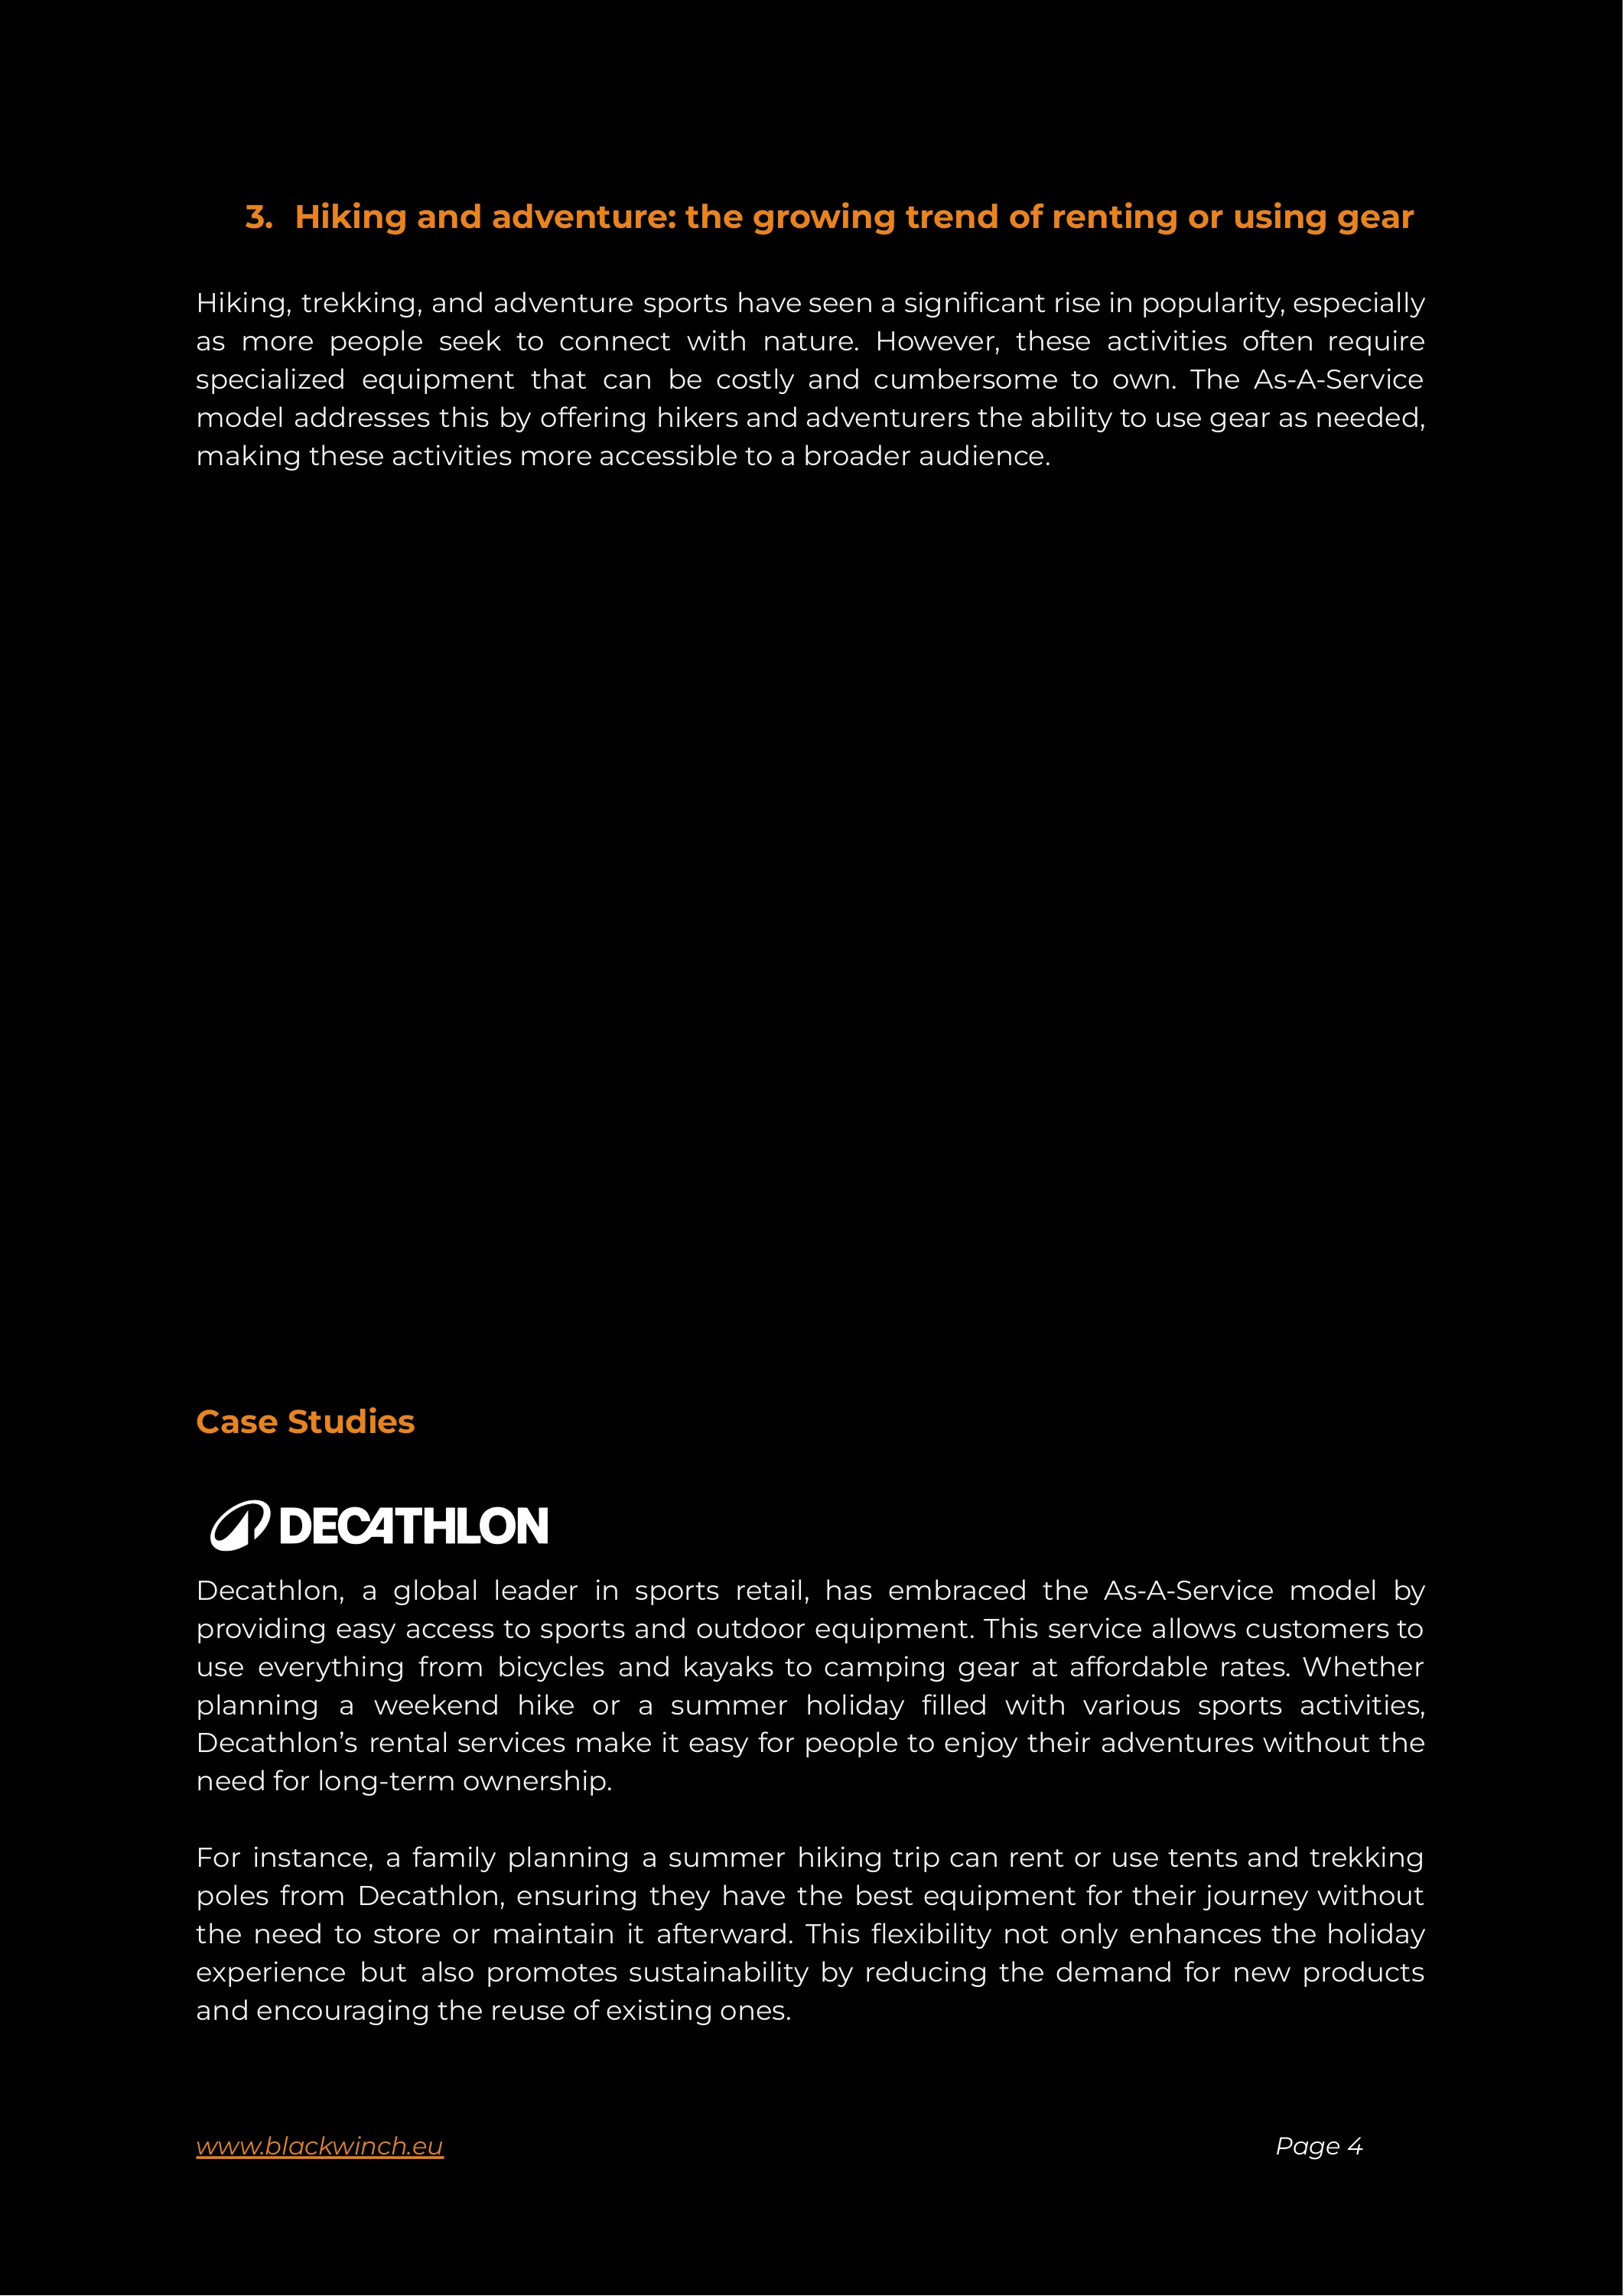 3. Hiking and adventure: the growing trend of renting or using gear
Hiking, trekking, and adventure sports have seen a significant rise in popularity, especially
as more people seek to connect with nature. However, these activities often require
specialized equipment that can be costly and cumbersome to own. The As-A-Service
model addresses this by offering hikers and adventurers the ability to use gear as needed,
making these activities more accessible to a broader audience.
Case Studies
DECATHLON
Decathlon, a global leader in sports retail, has embraced the As-A-Service model by
providing easy access to sports and outdoor equipment. This service allows customers to
use everything from bicycles and kayaks to camping gear at affordable rates. Whether
planning a weekend hike or a summer holiday filled with various sports activities,
Decathlon’s rental services make it easy for people to enjoy their adventures without the
need for long-term ownership.
For instance, a family planning a summer hiking trip can rent or use tents and trekking
poles from Decathlon, ensuring they have the best equipment for their journey without
the need to store or maintain it afterward. This flexibility not only enhances the holiday
experience but also promotes sustainability by reducing the demand for new products
and encouraging the reuse of existing ones.
www.blackwinch.eu
Page 4